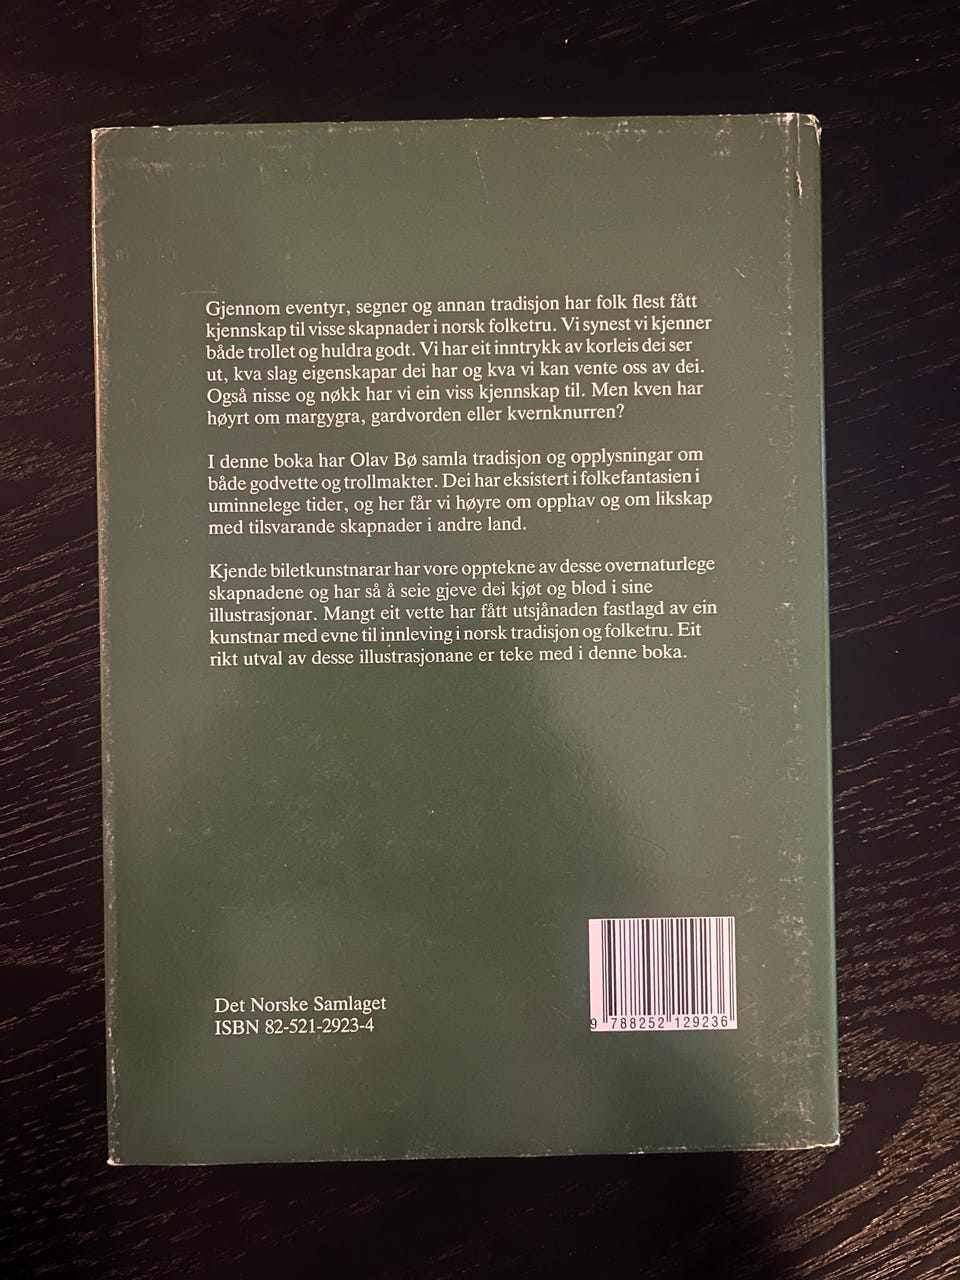 Gjennom eventyr, segner og annan tradisjon har folk flest fått
kjennskap til visse skapnader i norsk folketru. Vi synest vi kjenner
både trollet og huldra godt. Vi har eit inntrykk av korleis dei ser
ut, kva slag eigenskapar dei har og kva vi kan vente oss av dei.
Også nisse og nøkk har vi ein viss kjennskap til. Men kven har
høyrt om margygra, gardvorden eller kvernknurren?
I denne boka har Olav Bø samla tradisjon og opplysningar om
både godvette og trollmakter. Dei har eksistert i folkefantasien i
uminnelege tider, og her får vi høyre om opphav og om likskap
med tilsvarande skapnader i andre land.
Kjende biletkunstnarar har vore opptekne av desse overnaturlege
skapnadene og har så å seie gjeve dei kjøt og blod i sine
illustrasjonar. Mangt eit vette har fått utsjånaden fastlagd av ein
kunstnar med evne til innleving i norsk tradisjon og folketru. Eit
rikt utval av desse illustrasjonane er teke med i denne boka.
Det Norske Samlaget
ISBN 82-521-2923-4
9 788252 129236